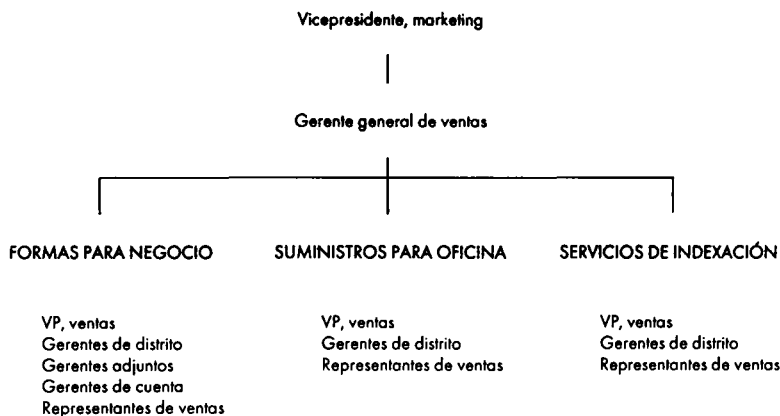 Vicepresidente, marketing
Gerente general de ventas
FORMAS PARA NEGOCIO
VP, ventas
Gerentes de distrito
Gerentes adjuntos
Gerentes de cuenta
Representantes de ventas
SUMINISTROS PARA OFICINA
VP, ventas
Gerentes de distrito
Representantes de ventas
SERVICIOS DE INDEXACIÓN
VP, ventas
Gerentes de distrito
Representantes de ventas